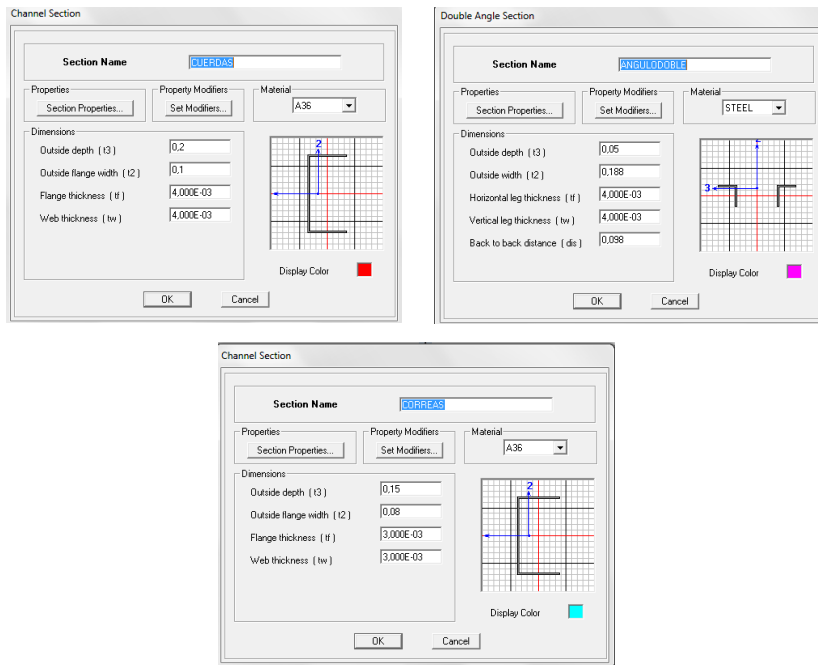 Channel Section
Section Name CUERDAS
Properties Property Modifiers Material
Section Properties... Set Modifiers... A36
Dimensions
Outside depth ( t3 ) 0,2
Outside flange width ( t2 ) 0,1
Flange thickness ( tf ) 4,000E-03
Web thickness ( tw ) 4,000E-03
2
Display Color
OK Cancel
Double Angle Section
Section Name ANGULODOBLE
Properties Property Modifiers Material
Section Properties... Set Modifiers... STEEL
Dimensions
Outside depth ( t3 ) 0,05
Outside width ( t2 ) 0,188
Horizontal leg thickness ( tf ) 4,000E-03
Vertical leg thickness ( tw ) 4,000E-03
Back to back distance ( dis ) 0,098
3
Display Color
OK Cancel
Channel Section
Section Name CORREAS
Properties Property Modifiers Material
Section Properties... Set Modifiers... A36
Dimensions
Outside depth ( t3 ) 0,15
Outside flange width ( t2 ) 0,08
Flange thickness ( tf ) 3,000E-03
Web thickness ( tw ) 3,000E-03
2
Display Color
OK Cancel